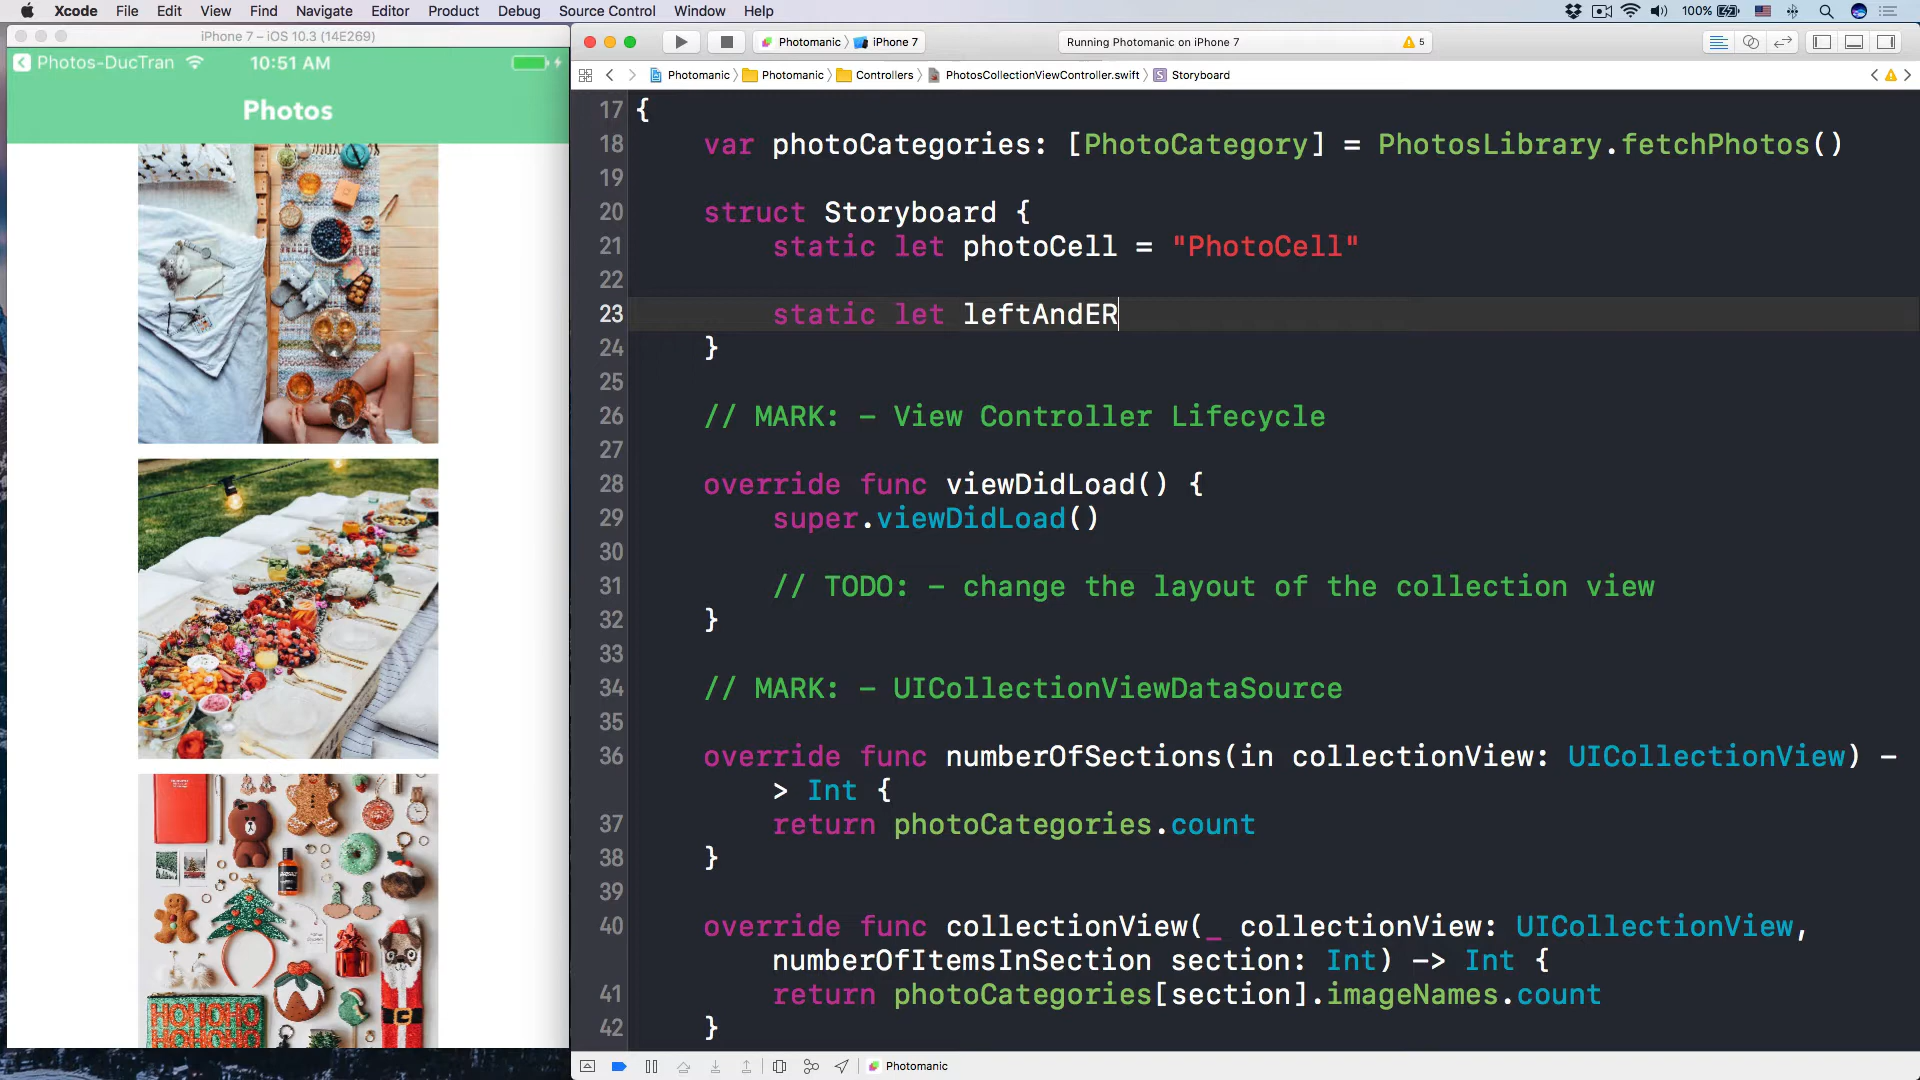 Xcode File Edit View Find Navigate Editor Product Debug Source Control Window Help 100%
iPhone 7 – iOS 10.3 (14E269)
Photos-DucTran 10:51 AM
Photos
HOHOHO
HOHOHO
Photomanic iPhone 7 Running Photomanic on iPhone 7 5
Photomanic Photomanic Controllers PhotosCollectionViewController.swift S Storyboard
17 {
18 var photoCategories: [PhotoCategory] = PhotosLibrary.fetchPhotos()
19
20 struct Storyboard {
21 static let photoCell = "PhotoCell"
22
23 static let leftAndER
24 }
25
26 // MARK: – View Controller Lifecycle
27
28 override func viewDidLoad() {
29 super.viewDidLoad()
30
31 // TODO: – change the layout of the collection view
32 }
33
34 // MARK: – UICollectionViewDataSource
35
36 override func numberOfSections(in collectionView: UICollectionView) –
> Int {
37 return photoCategories.count
38 }
39
40 override func collectionView(_ collectionView: UICollectionView,
numberOfItemsInSection section: Int) –> Int {
41 return photoCategories[section].imageNames.count
42 }
Photomanic